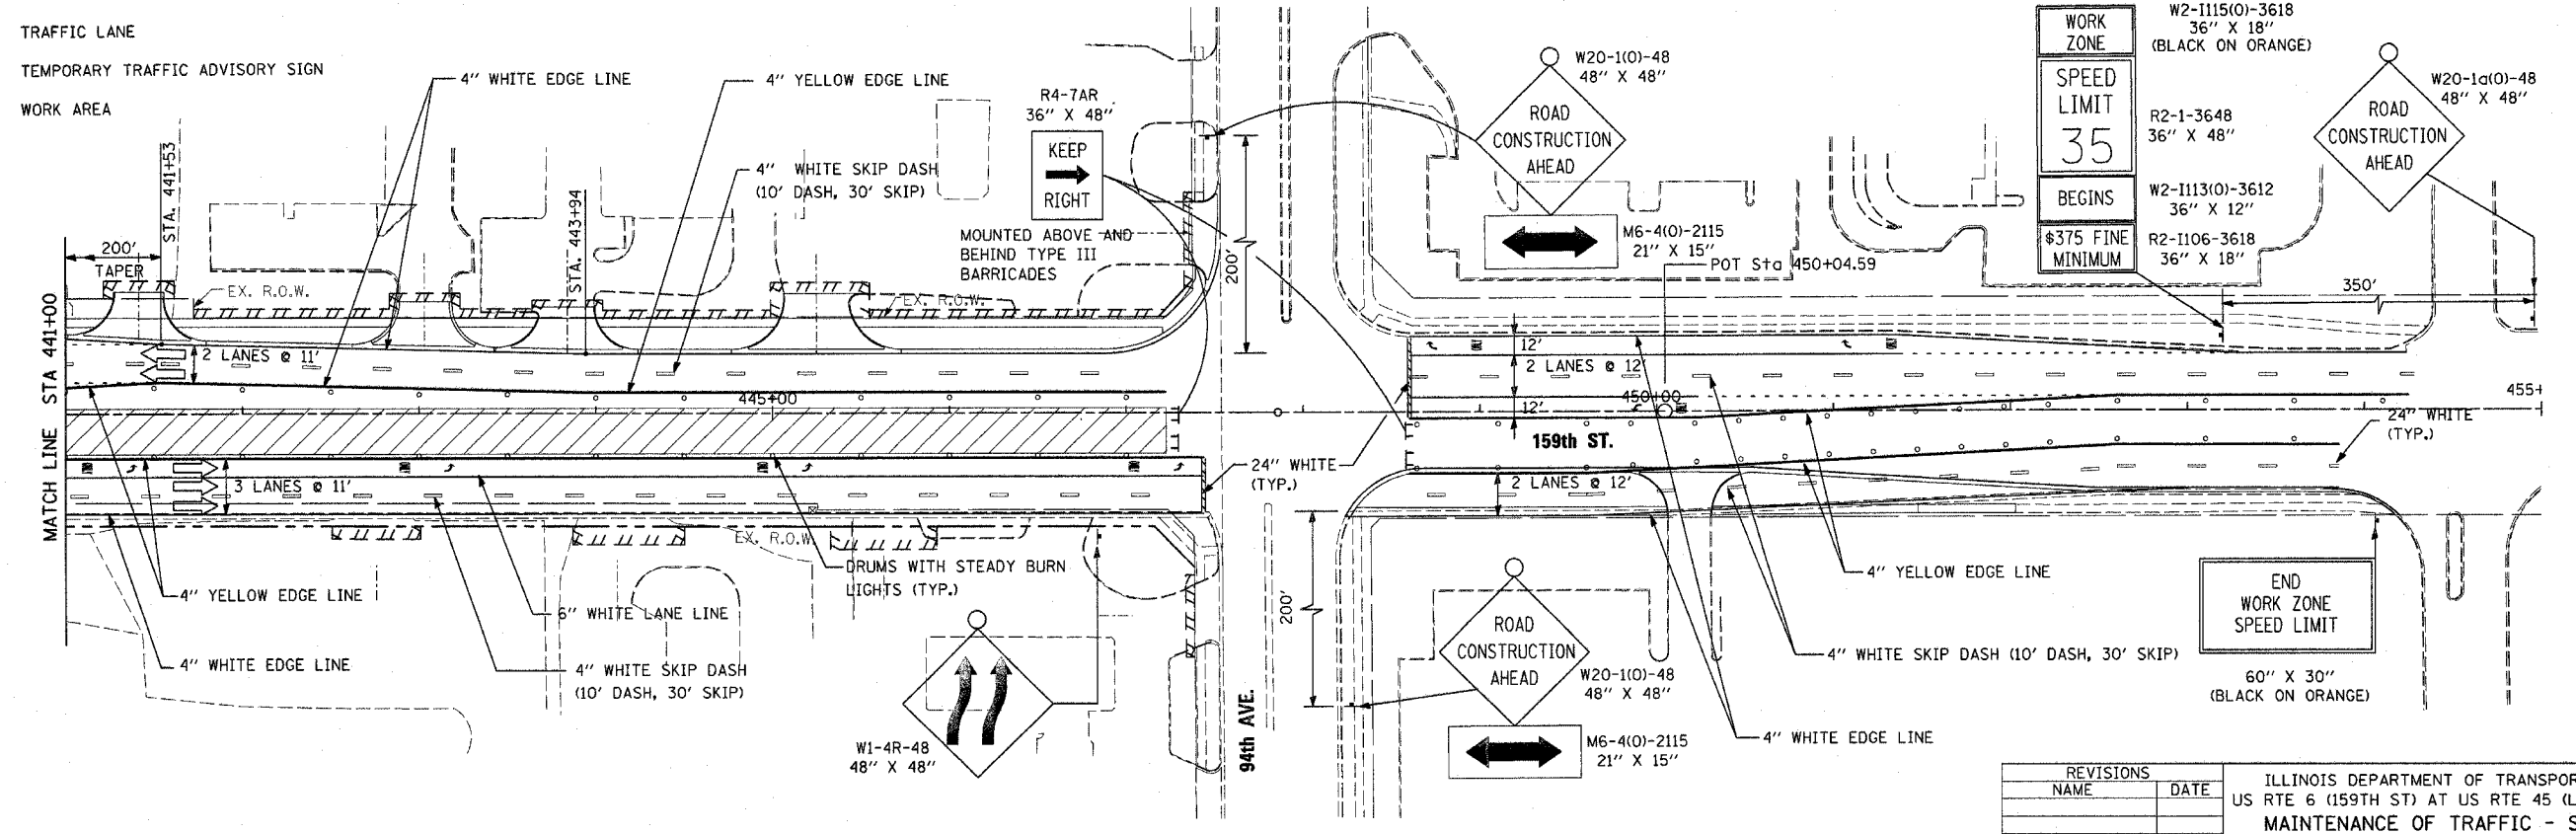 TRAFFIC LANE
TEMPORARY TRAFFIC ADVISORY SIGN
WORK AREA
4" WHITE EDGE LINE
4" YELLOW EDGE LINE
4" WHITE SKIP DASH
(10' DASH, 30' SKIP)
STA. 441+53
STA. 443+94
200'
TAPER
EX. R.O.W.
EX. R.O.W.
R4-7AR
36" X 48"
KEEP
RIGHT
MOUNTED ABOVE AND
BEHIND TYPE III
BARRICADES
200'
W20-1(O)-48
48" X 48"
ROAD
CONSTRUCTION
AHEAD
M6-4(O)-2115
21" X 15"
POT Sta 450+04.59
WORK
ZONE
W2-I115(O)-3618
36" X 18"
(BLACK ON ORANGE)
SPEED
LIMIT
35
R2-1-3648
36" X 48"
BEGINS
W2-I113(O)-3612
36" X 12"
$375 FINE
MINIMUM
R2-I106-3618
36" X 18"
W20-1a(O)-48
48" X 48"
ROAD
CONSTRUCTION
AHEAD
350'
MATCH LINE STA 441+00
2 LANES @ 11'
445+00
3 LANES @ 11'
12'
2 LANES @ 12'
12'
450+00
455+
159th ST.
24" WHITE
(TYP.)
24" WHITE
(TYP.)
2 LANES @ 12'
EX. R.O.W.
DRUMS WITH STEADY BURN
LIGHTS (TYP.)
4" YELLOW EDGE LINE
6" WHITE LANE LINE
4" WHITE EDGE LINE
4" WHITE SKIP DASH
(10' DASH, 30' SKIP)
W1-4R-48
48" X 48"
94th AVE.
200'
ROAD
CONSTRUCTION
AHEAD
W20-1(O)-48
48" X 48"
M6-4(O)-2115
21" X 15"
4" YELLOW EDGE LINE
4" WHITE SKIP DASH (10' DASH, 30' SKIP)
4" WHITE EDGE LINE
END
WORK ZONE
SPEED LIMIT
60" X 30"
(BLACK ON ORANGE)
REVISIONS
NAME
DATE
ILLINOIS DEPARTMENT OF TRANSPOR
US RTE 6 (159TH ST) AT US RTE 45 (L
MAINTENANCE OF TRAFFIC - S